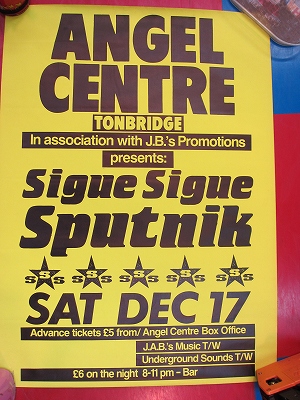 ANGEL
CENTRE
TONBRIDGE
In association with J.B.'s Promotions
presents:
Sigue Sigue
Sputnik
SSS SSS SSS SSS SSS
SAT DEC 17
Advance tickets £5 from/ Angel Centre Box Office
J.A.B.'s Music T/W
Underground Sounds T/W
£6 on the night 8-11 pm - Bar